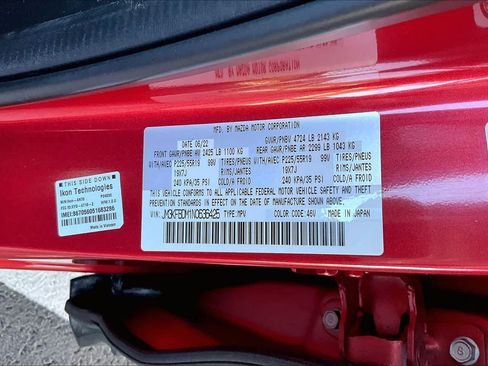 MFD. BY MAZDA MOTOR CORPORATION
DATE 06/22 GVWR/PNBV 4724 LB 2143 KG
FRONT GAWR/PNBE AV 2425 LB 1100 KG REAR GAWR/PNBE AR 2299 LB 1043 KG
WITH/AVEC P225/55R19 99V TIRES/PNEUS WITH/AVEC P225/55R19 99V TIRES/PNEUS
19X7J RIMS/JANTES 19X7J RIMS/JANTES
240 KPA/35 PSI COLD/A FROID 240 KPA/35 PSI COLD/A FROID
THIS VEHICLE CONFORMS TO ALL APPLICABLE FEDERAL MOTOR VEHICLE SAFETY, BUMPER, AND THEFT
PREVENTION STANDARDS IN EFFECT ON THE DATE OF MANUFACTURE SHOWN ABOVE.
VIN: TYPE: MPV COLOR: 46V MADE IN JAPAN
THIS SIDE DOWN
Ikon Technologies
IMEI:
Made in Vietnam